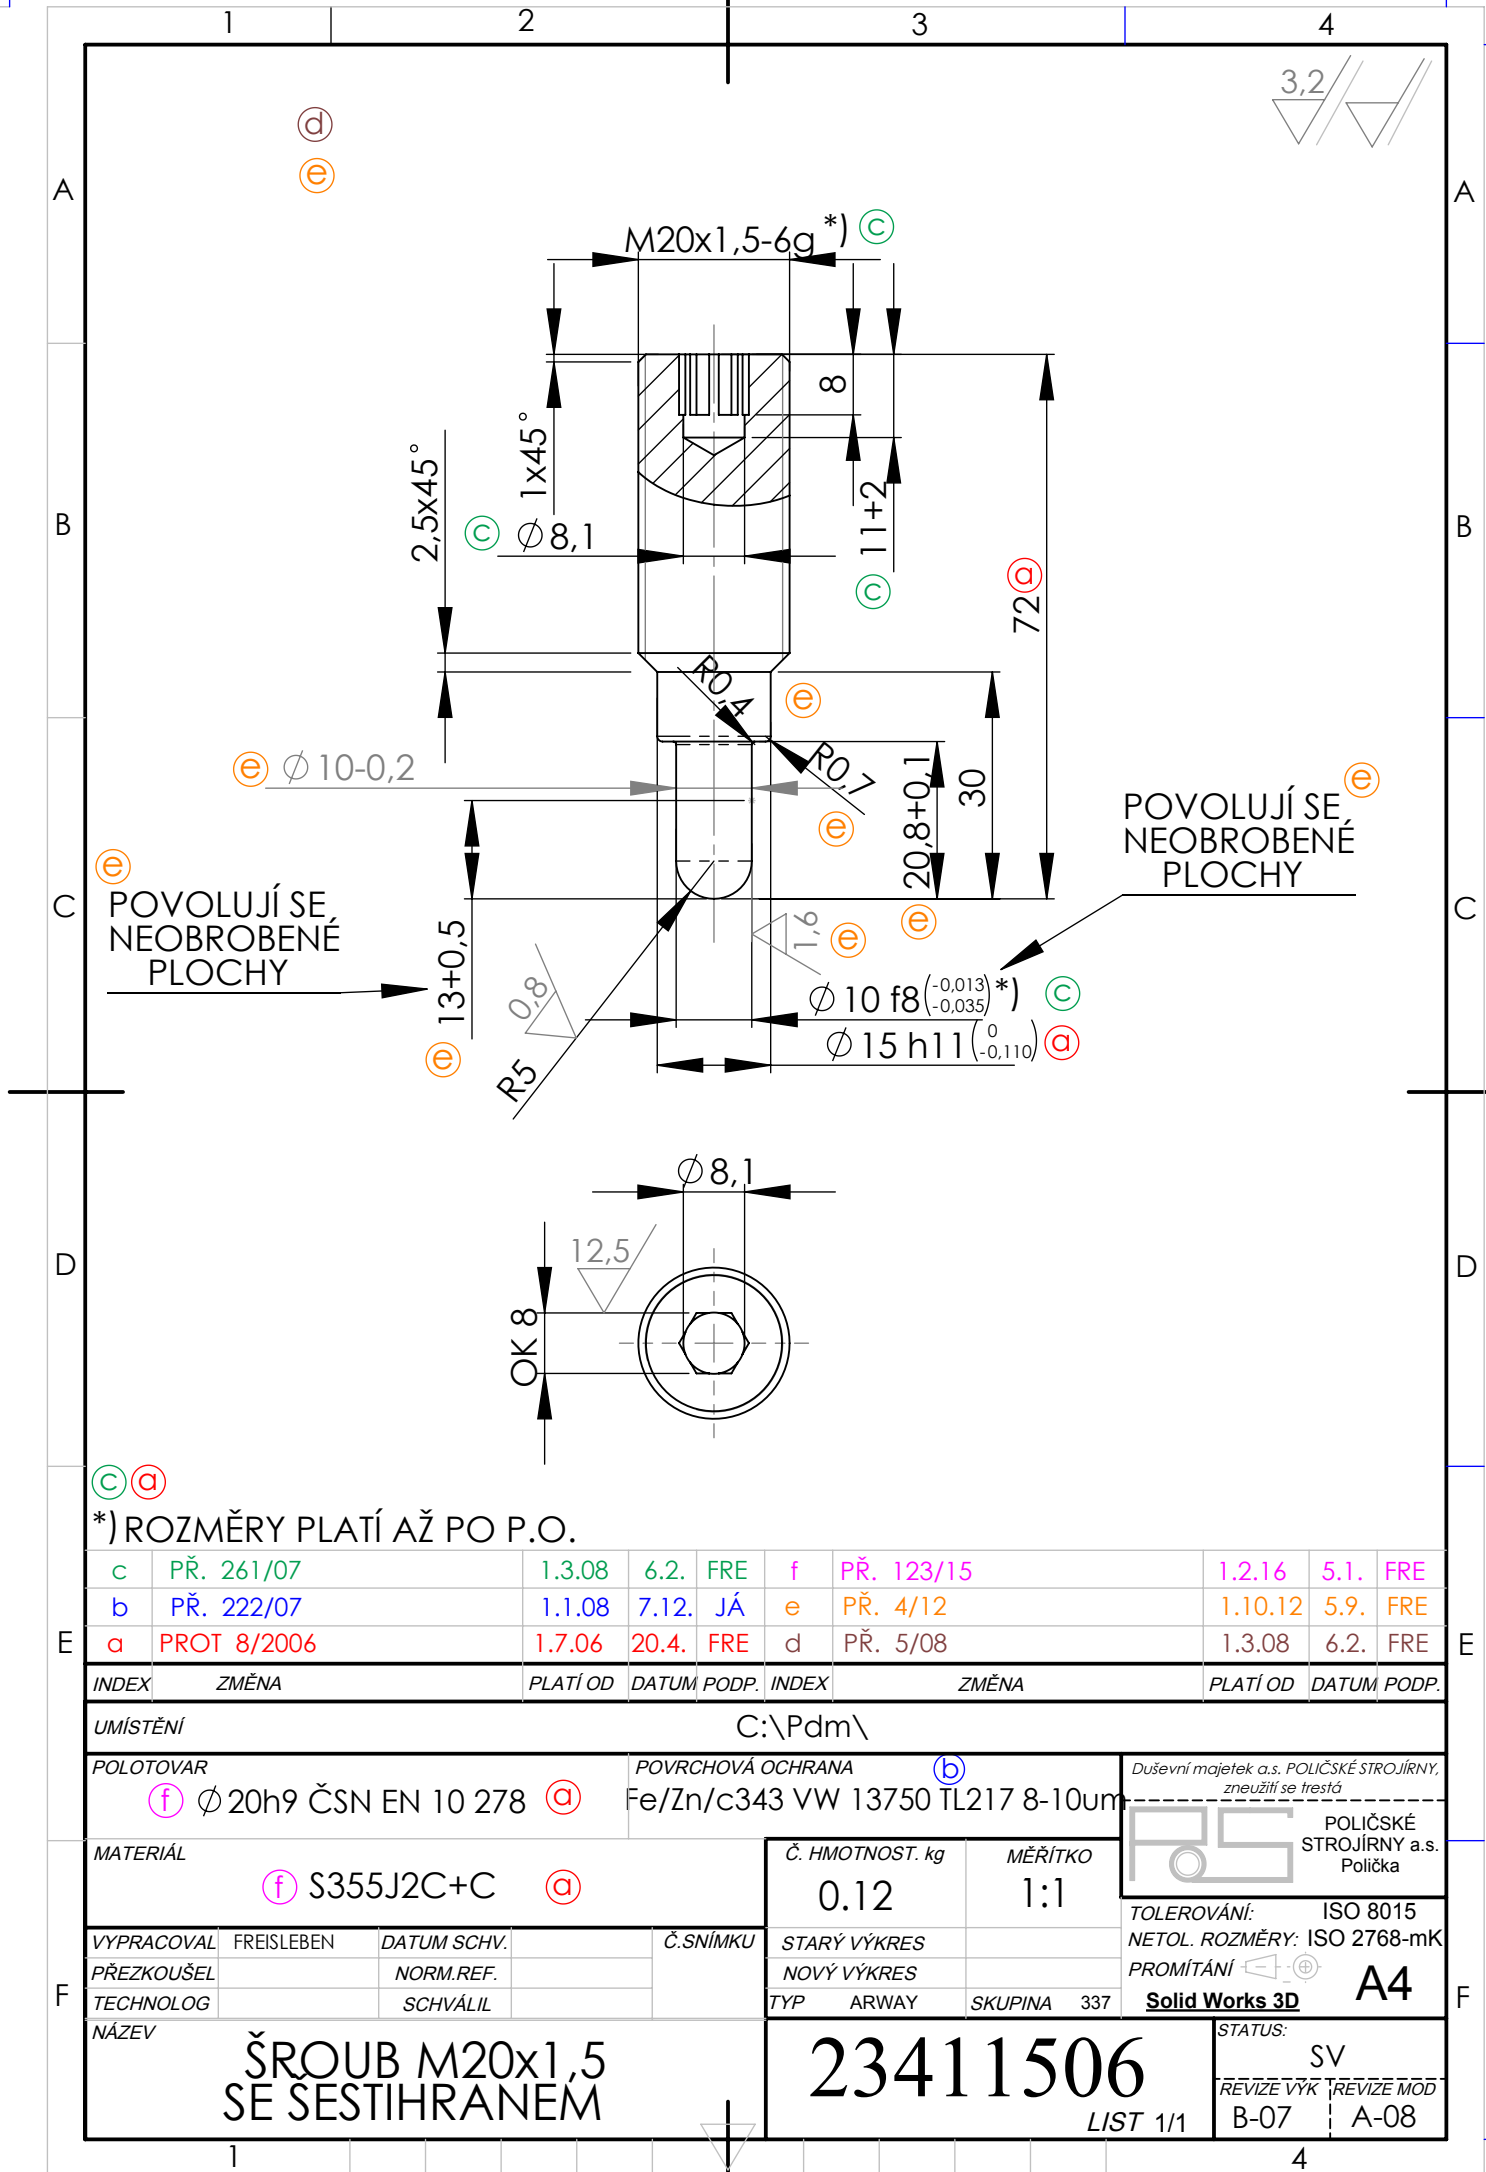 1 2 3 4
3,2
d
e
A A
M20x1,5-6g *) c
8
1x45°
2,5x45°
11+2
B B
c ⌀8,1
c
72 a
R0,4
e
e ⌀10-0,2
R0,7
e
20,8+0,1
30
e
POVOLUJÍ SE
NEOBROBENÉ
PLOCHY
e
POVOLUJÍ SE
NEOBROBENÉ
PLOCHY
C C
13+0,5
e
0,8
R5
1,6
e
e
⌀10 f8(-0,013 -0,035)*) c
⌀15 h11(0 -0,110) a
⌀8,1
12,5
D D
OK 8
c a
*)ROZMĚRY PLATÍ AŽ PO P.O.
c PŘ. 261/07 1.3.08 6.2. FRE f PŘ. 123/15 1.2.16 5.1. FRE
b PŘ. 222/07 1.1.08 7.12. JÁ e PŘ. 4/12 1.10.12 5.9. FRE
E a PROT 8/2006 1.7.06 20.4. FRE d PŘ. 5/08 1.3.08 6.2. FRE E
INDEX ZMĚNA PLATÍ OD DATUM PODP. INDEX ZMĚNA PLATÍ OD DATUM PODP.
UMÍSTĚNÍ C:\Pdm\
POLOTOVAR
f ⌀20h9 ČSN EN 10 278 a
POVRCHOVÁ OCHRANA b
Fe/Zn/c343 VW 13750 TL217 8-10um
Duševní majetek a.s. POLIČSKÉ STROJÍRNY,
zneužití se trestá
PoS
POLIČSKÉ
STROJÍRNY a.s.
Polička
MATERIÁL
f S355J2C+C a
Č. HMOTNOST. kg
0.12
MĚŘÍTKO
1:1
TOLEROVÁNÍ: ISO 8015
NETOL. ROZMĚRY: ISO 2768-mK
PROMÍTÁNÍ
Solid Works 3D
A4
VYPRACOVAL FREISLEBEN DATUM SCHV. Č.SNÍMKU STARÝ VÝKRES
PŘEZKOUŠEL NORM.REF. NOVÝ VÝKRES
TECHNOLOG SCHVÁLIL TYP ARWAY SKUPINA 337
F F
NÁZEV
ŠROUB M20x1,5
SE ŠESTIHRANEM
23411506
LIST 1/1
STATUS:
SV
REVIZE VÝK REVIZE MOD
B-07 A-08
1 4